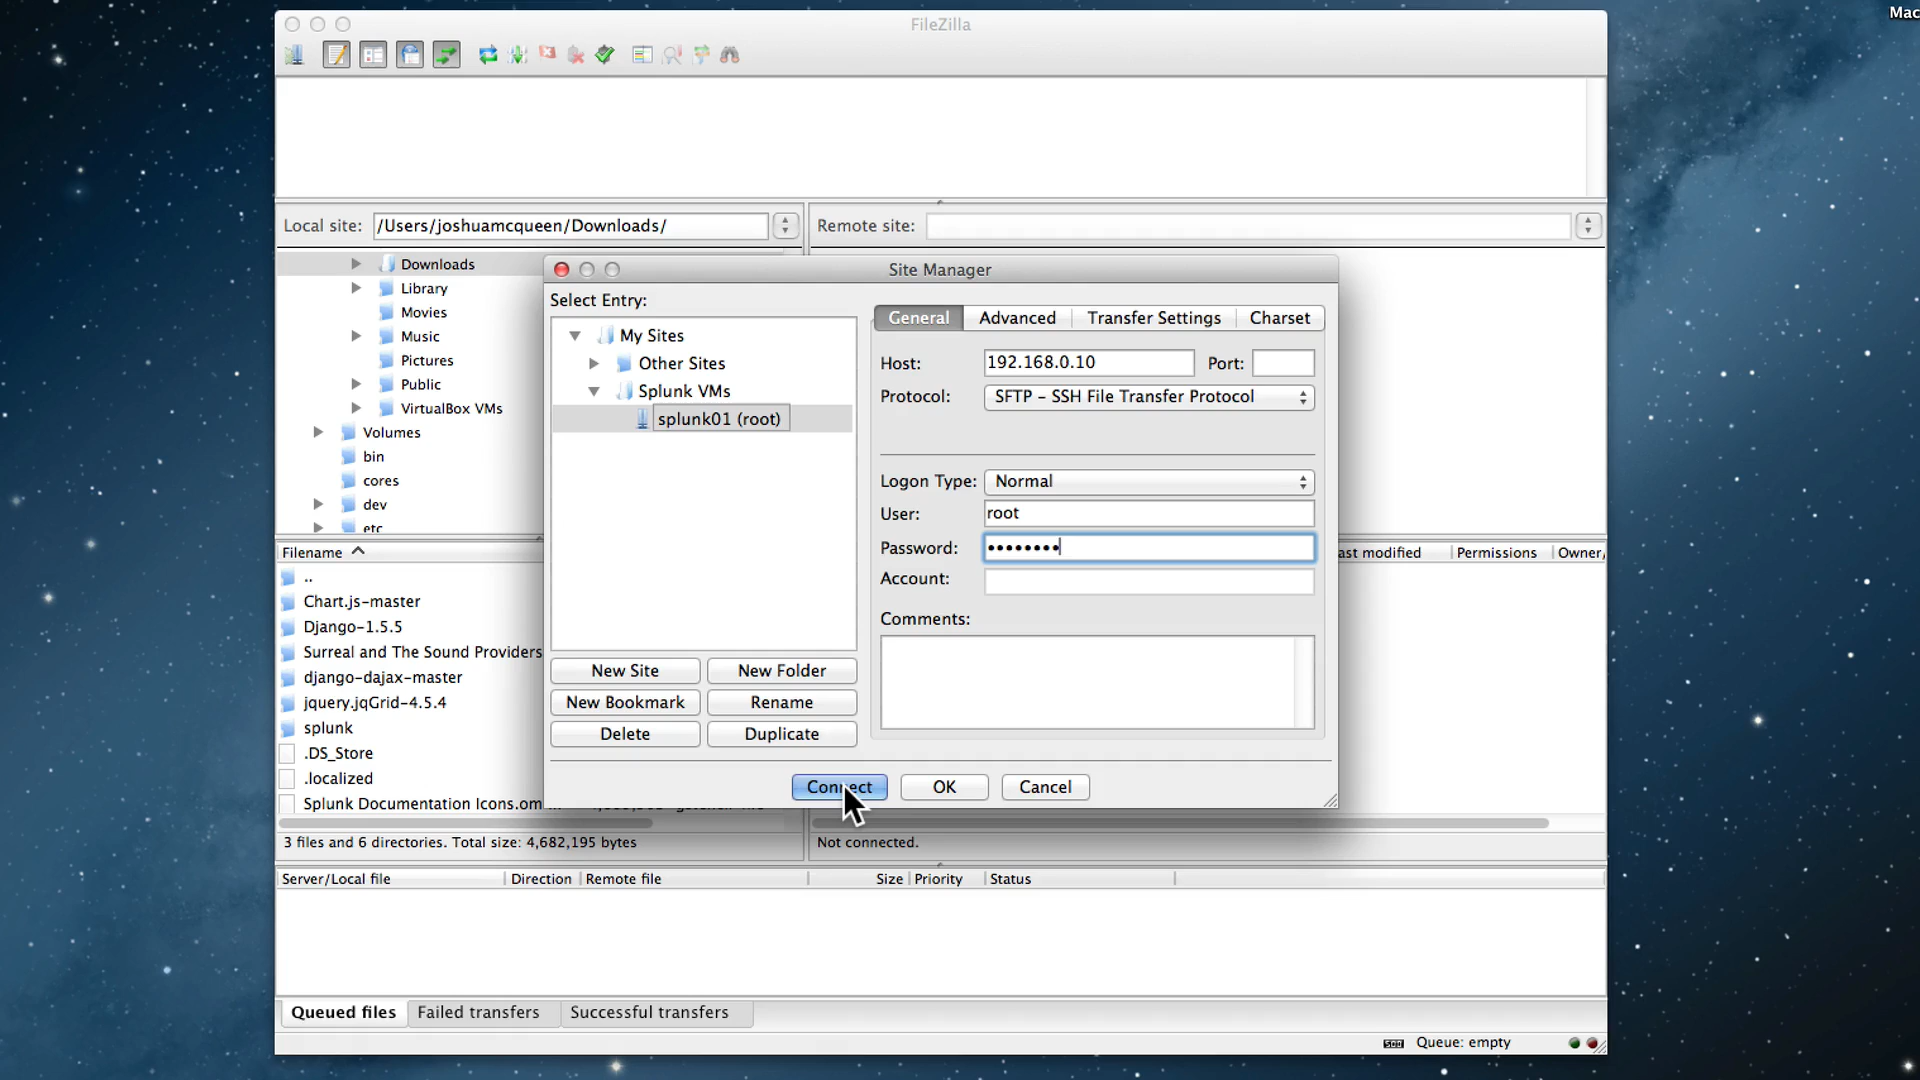 Mac
FileZilla
Local site: /Users/joshuamcqueen/Downloads/
Remote site:
Downloads
Library
Movies
Music
Pictures
Public
VirtualBox VMs
Volumes
bin
cores
dev
etc
Site Manager
Select Entry:
My Sites
Other Sites
Splunk VMs
splunk01 (root)
New Site New Folder
New Bookmark Rename
Delete Duplicate
General Advanced Transfer Settings Charset
Host: 192.168.0.10 Port:
Protocol: SFTP - SSH File Transfer Protocol
Logon Type: Normal
User: root
Password: ••••••••
Account:
Comments:
Connect OK Cancel
Filename
..
Chart.js-master
Django-1.5.5
Surreal and The Sound Providers
django-dajax-master
jquery.jqGrid-4.5.4
splunk
.DS_Store
.localized
Splunk Documentation Icons.om
ast modified Permissions Owner/
3 files and 6 directories. Total size: 4,682,195 bytes
Not connected.
Server/Local file Direction Remote file Size Priority Status
Queued files Failed transfers Successful transfers
Queue: empty